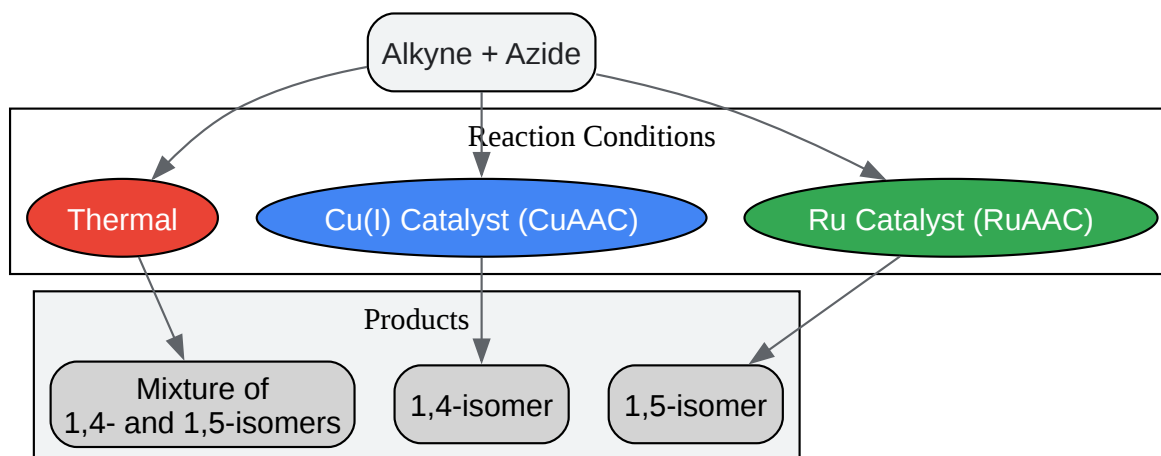 Alkyne + Azide
Reaction Conditions
Thermal
Cu(I) Catalyst (CuAAC)
Ru Catalyst (RuAAC)
Products
Mixture of
1,4- and 1,5-isomers
1,4-isomer
1,5-isomer